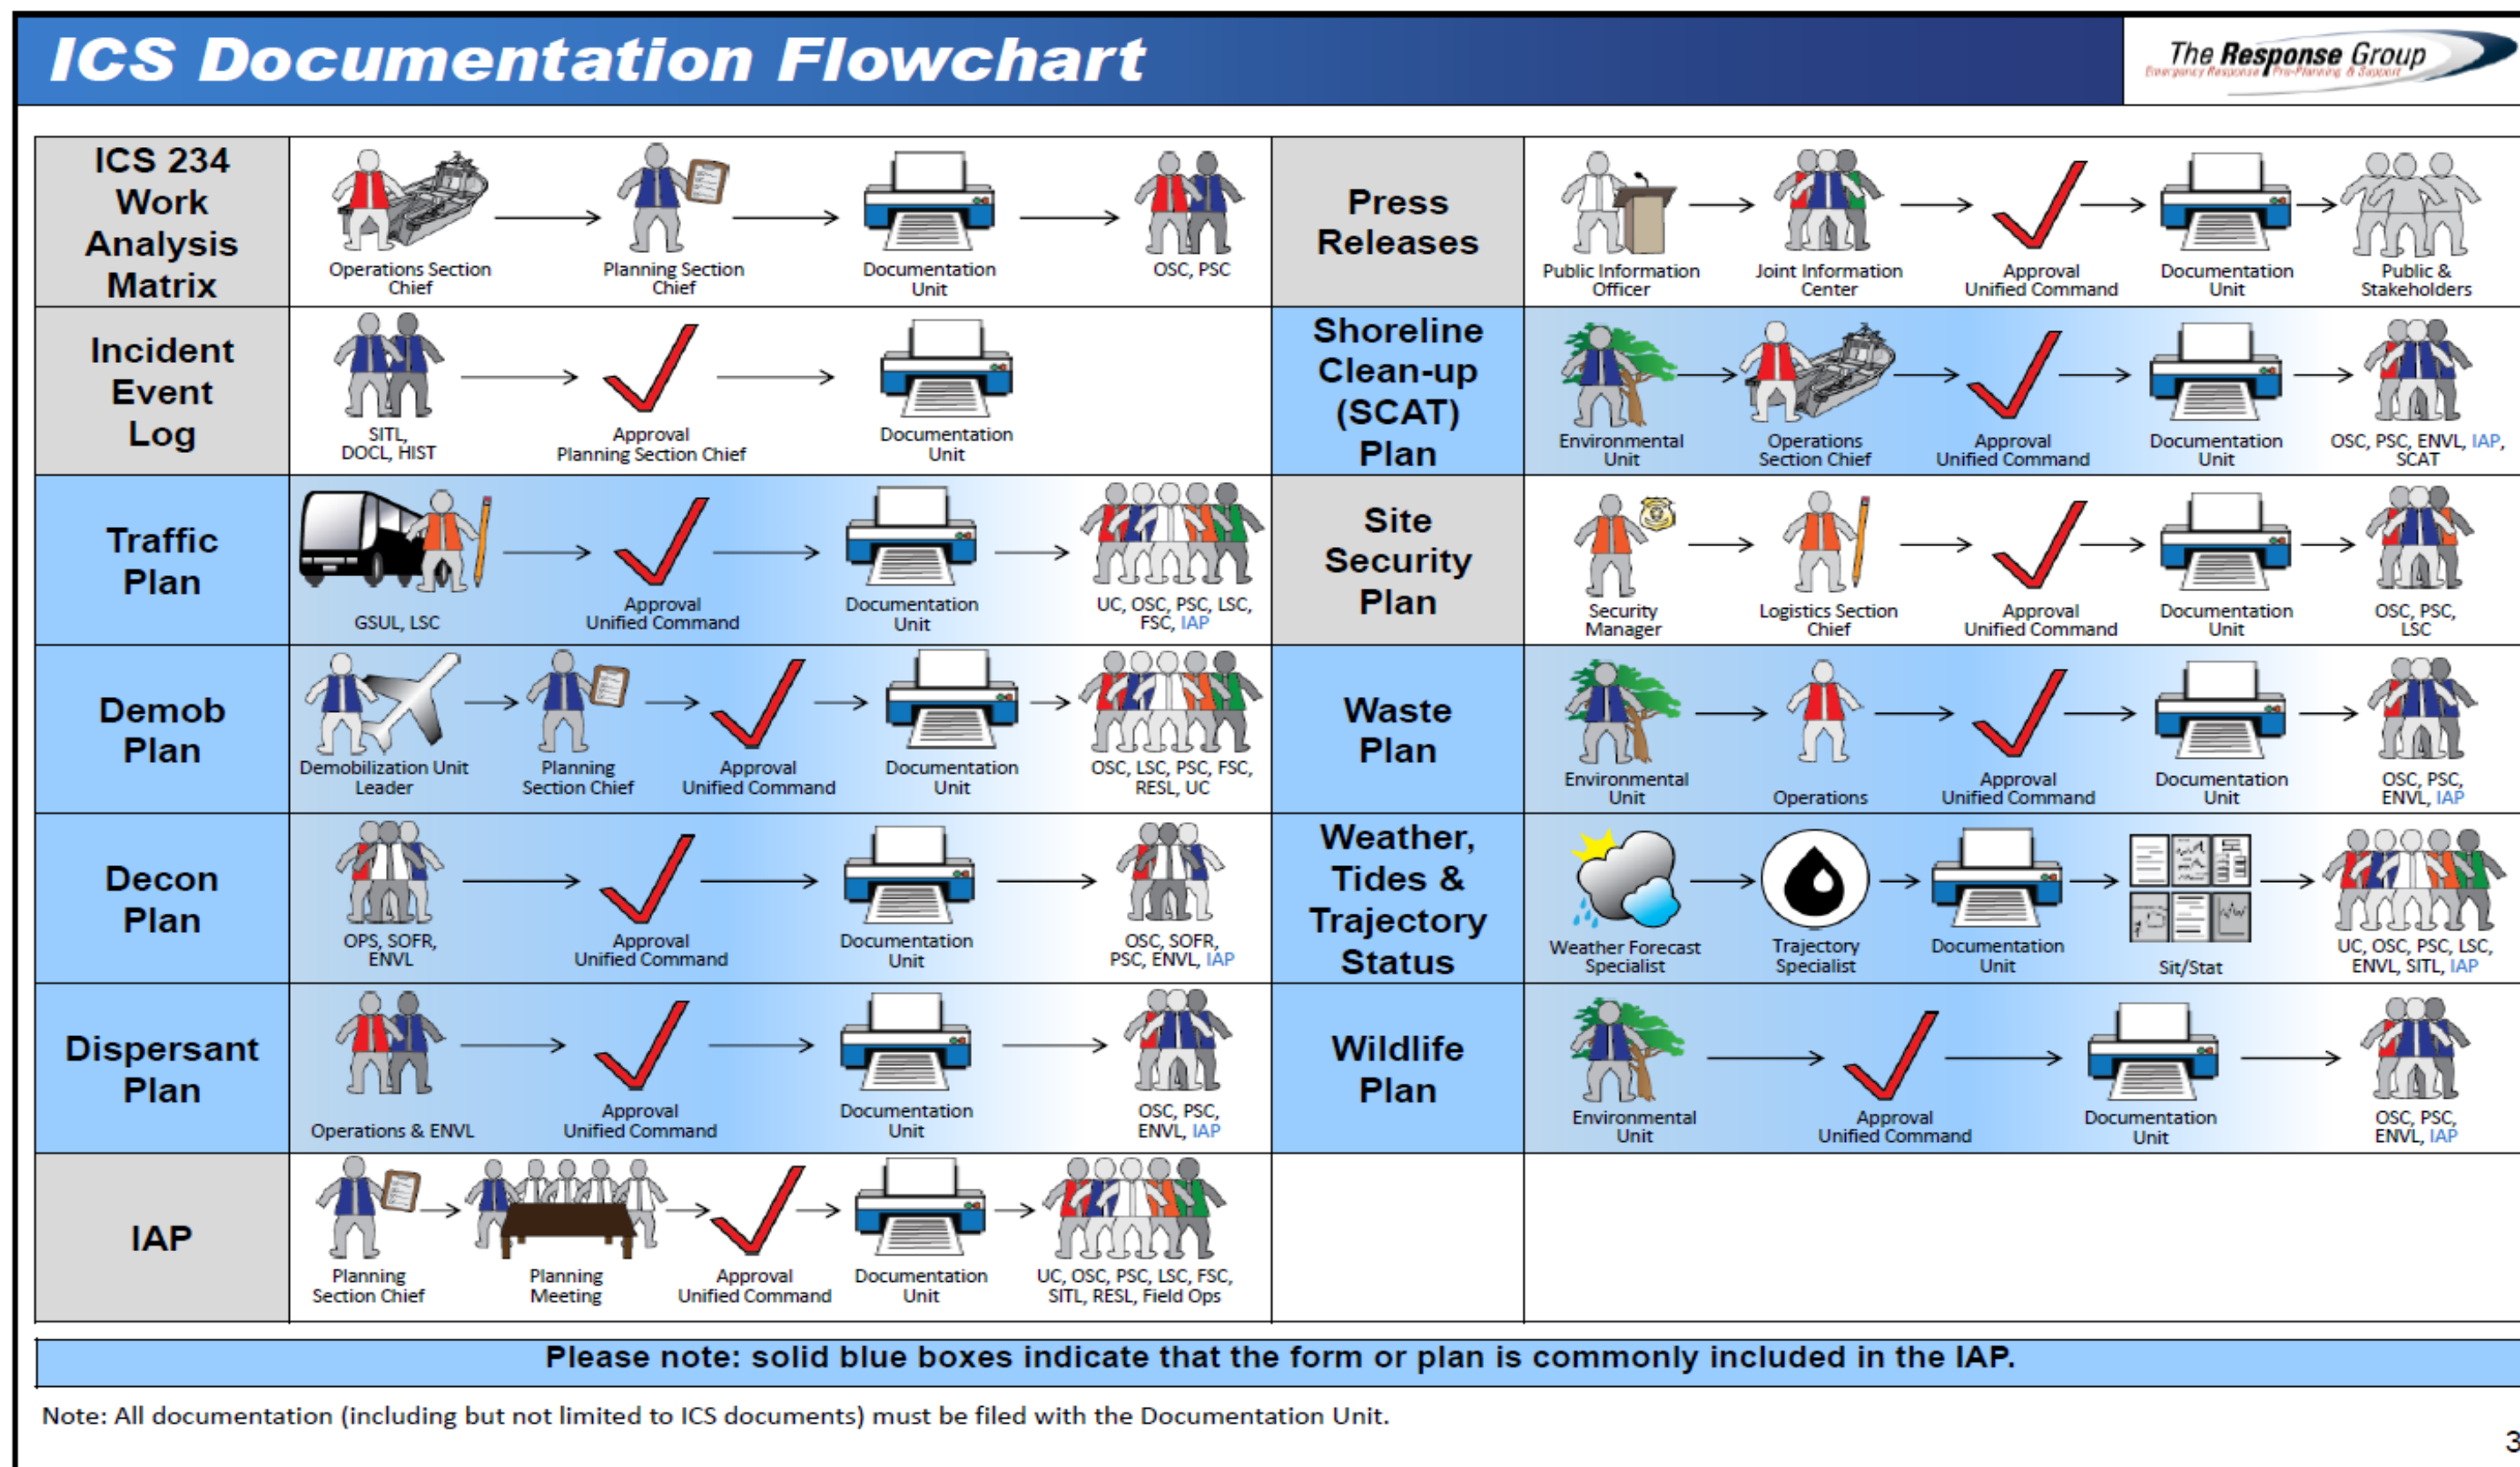 ICS Documentation Flowchart
The Response Group
Emergency Response Pre-Planning & Support
ICS 234
Work
Analysis
Matrix
Operations Section
Chief
Planning Section
Chief
Documentation
Unit
OSC, PSC
Press
Releases
Public Information
Officer
Joint Information
Center
Approval
Unified Command
Documentation
Unit
Public &
Stakeholders
Incident
Event
Log
SITL,
DOCL, HIST
Approval
Planning Section Chief
Documentation
Unit
Shoreline
Clean-up
(SCAT)
Plan
Environmental
Unit
Operations
Section Chief
Approval
Unified Command
Documentation
Unit
OSC, PSC, ENVL, IAP,
SCAT
Traffic
Plan
GSUL, LSC
Approval
Unified Command
Documentation
Unit
UC, OSC, PSC, LSC,
FSC, IAP
Site
Security
Plan
Security
Manager
Logistics Section
Chief
Approval
Unified Command
Documentation
Unit
OSC, PSC,
LSC
Demob
Plan
Demobilization Unit
Leader
Planning
Section Chief
Approval
Unified Command
Documentation
Unit
OSC, LSC, PSC, FSC,
RESL, UC
Waste
Plan
Environmental
Unit
Operations
Approval
Unified Command
Documentation
Unit
OSC, PSC,
ENVL, IAP
Decon
Plan
OPS, SOFR,
ENVL
Approval
Unified Command
Documentation
Unit
OSC, SOFR,
PSC, ENVL, IAP
Weather,
Tides &
Trajectory
Status
Weather Forecast
Specialist
Trajectory
Specialist
Documentation
Unit
Sit/Stat
UC, OSC, PSC, LSC,
ENVL, SITL, IAP
Dispersant
Plan
Operations & ENVL
Approval
Unified Command
Documentation
Unit
OSC, PSC,
ENVL, IAP
Wildlife
Plan
Environmental
Unit
Approval
Unified Command
Documentation
Unit
OSC, PSC,
ENVL, IAP
IAP
Planning
Section Chief
Planning
Meeting
Approval
Unified Command
Documentation
Unit
UC, OSC, PSC, LSC, FSC,
SITL, RESL, Field Ops
Please note: solid blue boxes indicate that the form or plan is commonly included in the IAP.
Note: All documentation (including but not limited to ICS documents) must be filed with the Documentation Unit.
3